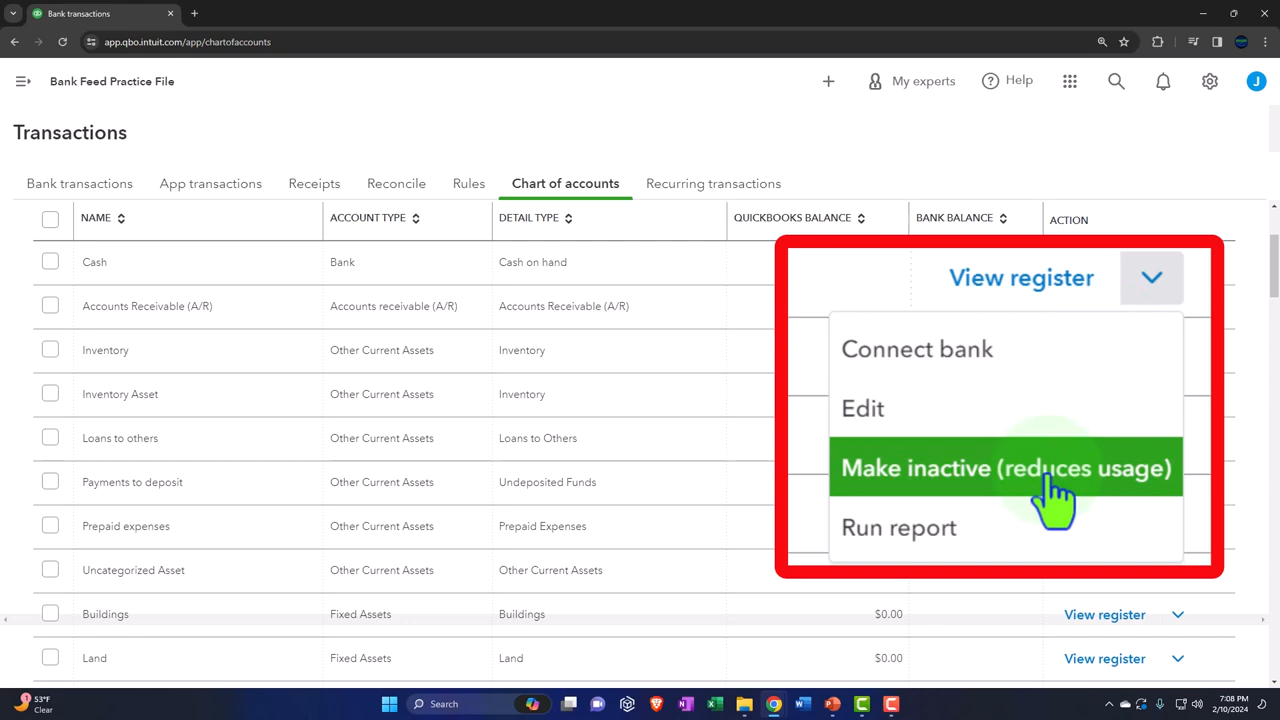 Bank transactions
app.qbo.intuit.com/app/chartofaccounts
Bank Feed Practice File
My experts
Help
J
Transactions
Bank transactions App transactions Receipts Reconcile Rules Chart of accounts Recurring transactions
NAME ACCOUNT TYPE DETAIL TYPE QUICKBOOKS BALANCE BANK BALANCE ACTION
Cash Bank Cash on hand
Accounts Receivable (A/R) Accounts receivable (A/R) Accounts Receivable (A/R)
Inventory Other Current Assets Inventory
Inventory Asset Other Current Assets Inventory
Loans to others Other Current Assets Loans to Others
Payments to deposit Other Current Assets Undeposited Funds
Prepaid expenses Other Current Assets Prepaid Expenses
Uncategorized Asset Other Current Assets Other Current Assets
Buildings Fixed Assets Buildings $0.00 View register
Land Fixed Assets Land $0.00 View register
View register
Connect bank
Edit
Make inactive (reduces usage)
Run report
53°F
Clear
Search
7:08 PM
2/10/2024